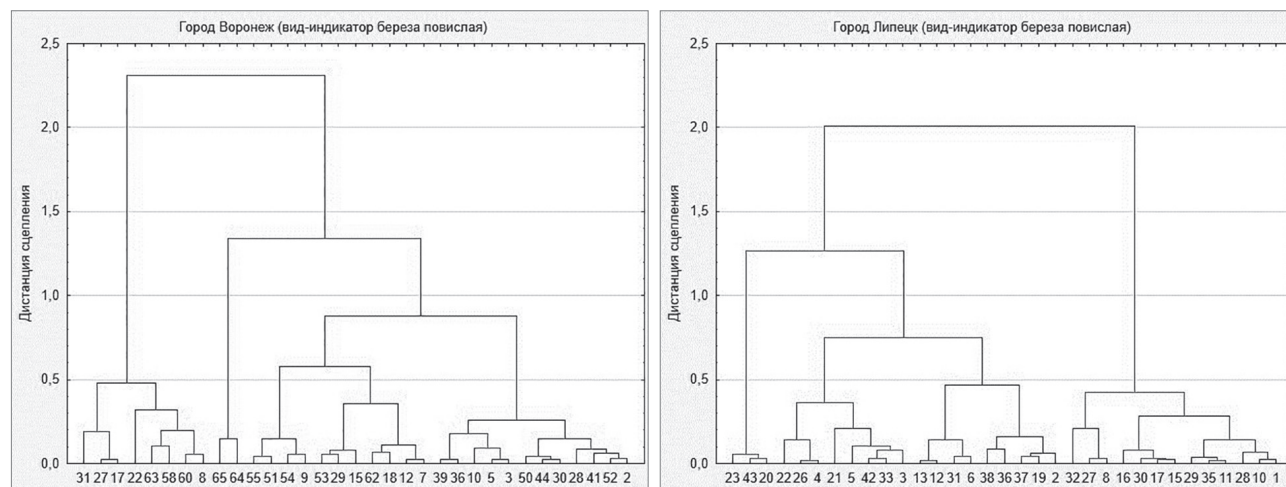 Город Воронеж (вид-индикатор береза повислая)
2,5
2,0
1,5
1,0
0,5
0,0
Дистанция сцепления
31 27 17 22 63 58 60 8 65 64 55 51 54 9 53 29 15 62 18 12 7 39 36 10 5 3 50 44 30 21 41 52 2
Город Липецк (вид-индикатор береза повислая)
2,5
2,0
1,5
1,0
0,5
0,0
Дистанция сцепления
23 43 20 22 26 4 21 5 42 33 3 13 12 31 6 38 36 37 19 2 32 27 8 16 30 17 15 29 35 11 28 10 1